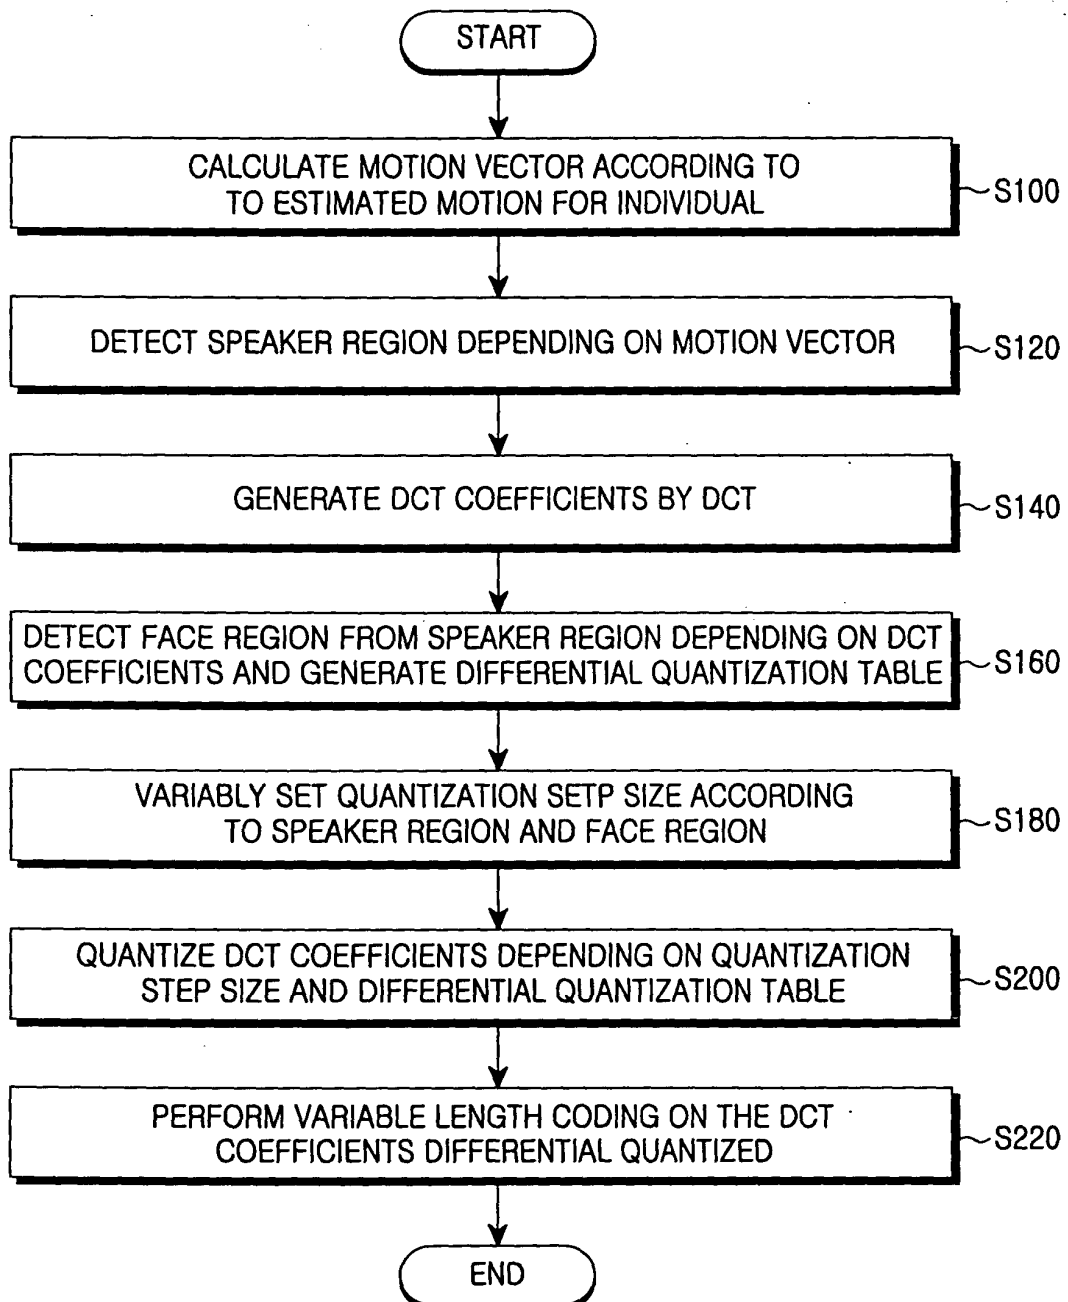 START
CALCULATE MOTION VECTOR ACCORDING TO
TO ESTIMATED MOTION FOR INDIVIDUAL
S100
DETECT SPEAKER REGION DEPENDING ON MOTION VECTOR
S120
GENERATE DCT COEFFICIENTS BY DCT
S140
DETECT FACE REGION FROM SPEAKER REGION DEPENDING ON DCT
COEFFICIENTS AND GENERATE DIFFERENTIAL QUANTIZATION TABLE
S160
VARIABLY SET QUANTIZATION SETP SIZE ACCORDING
TO SPEAKER REGION AND FACE REGION
S180
QUANTIZE DCT COEFFICIENTS DEPENDING ON QUANTIZATION
STEP SIZE AND DIFFERENTIAL QUANTIZATION TABLE
S200
PERFORM VARIABLE LENGTH CODING ON THE DCT
COEFFICIENTS DIFFERENTIAL QUANTIZED
S220
END